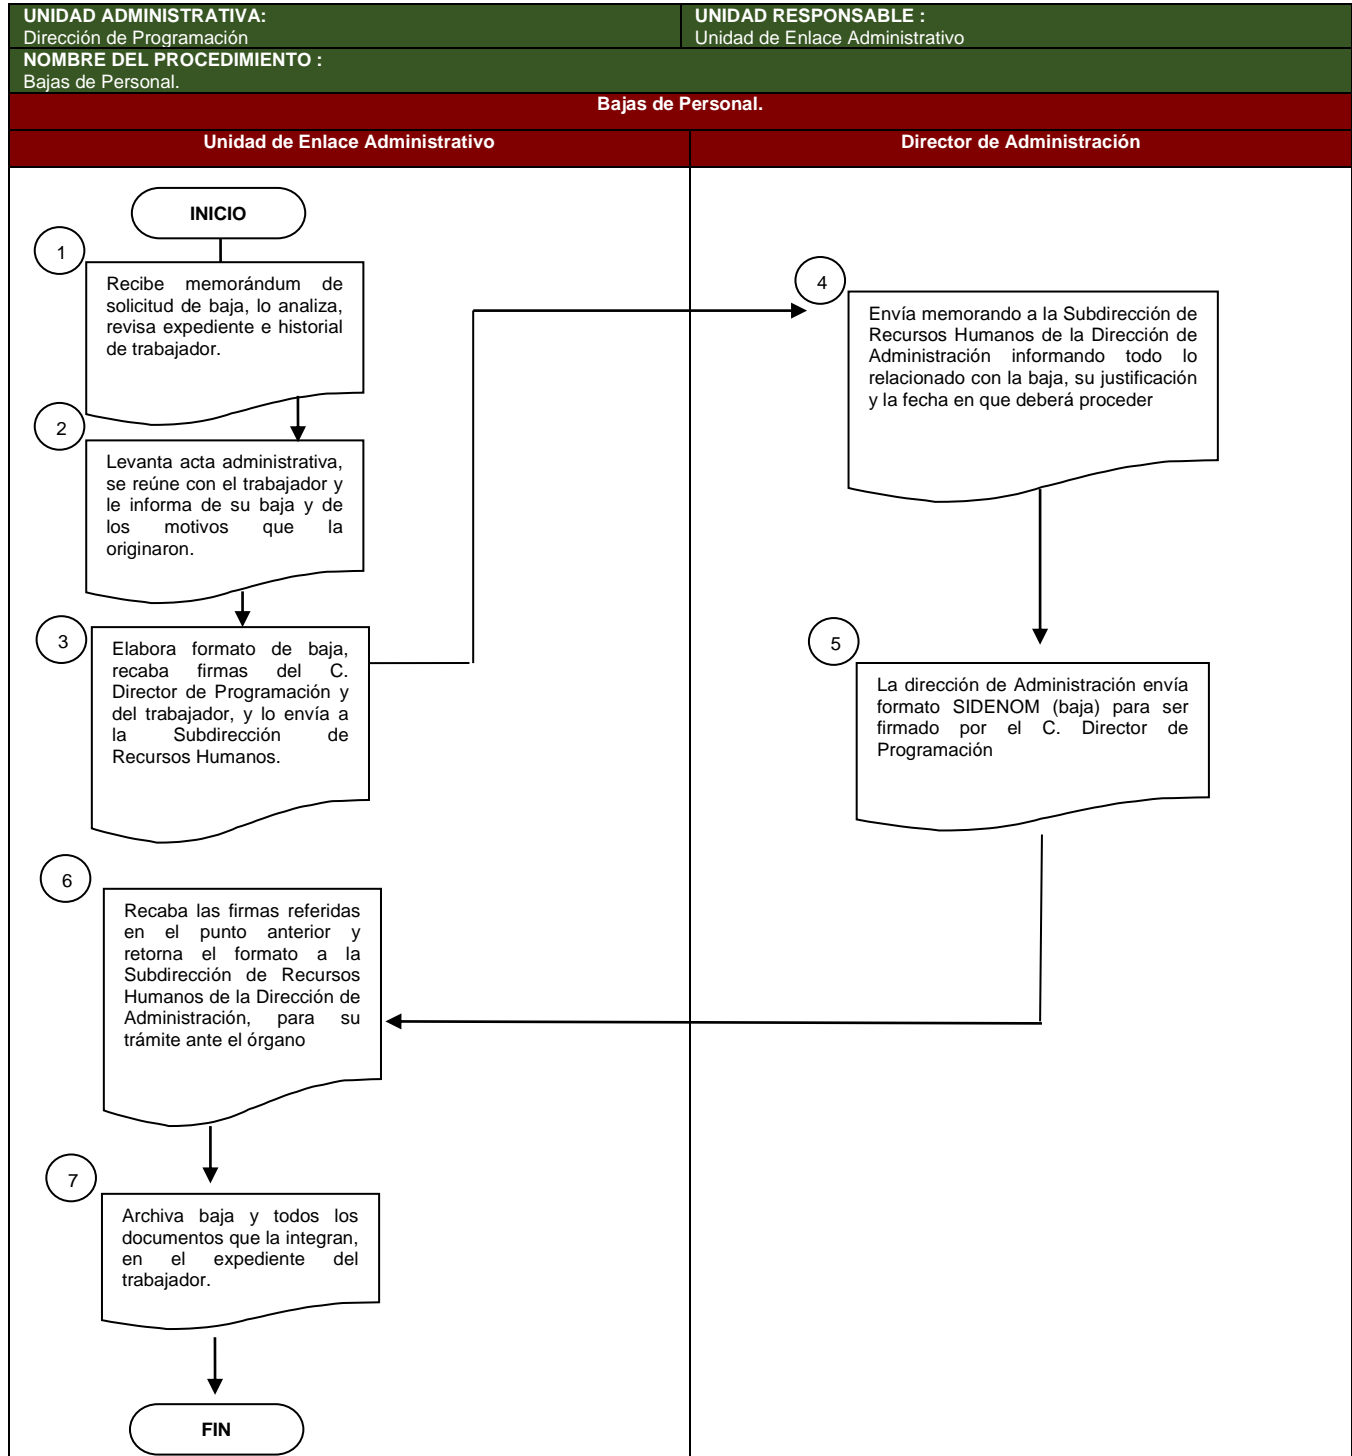 UNIDAD ADMINISTRATIVA:
Dirección de Programación
UNIDAD RESPONSABLE :
Unidad de Enlace Administrativo
NOMBRE DEL PROCEDIMIENTO :
Bajas de Personal.
Bajas de Personal.
Unidad de Enlace Administrativo
Director de Administración
INICIO
1
Recibe memorándum de
solicitud de baja, lo analiza,
revisa expediente e historial
de trabajador.
2
Levanta acta administrativa,
se reúne con el trabajador y
le informa de su baja y de
los motivos que la
originaron.
3
Elabora formato de baja,
recaba firmas del C.
Director de Programación y
del trabajador, y lo envía a
la Subdirección de
Recursos Humanos.
4
Envía memorando a la Subdirección de
Recursos Humanos de la Dirección de
Administración informando todo lo
relacionado con la baja, su justificación
y la fecha en que deberá proceder
5
La dirección de Administración envía
formato SIDENOM (baja) para ser
firmado por el C. Director de
Programación
6
Recaba las firmas referidas
en el punto anterior y
retorna el formato a la
Subdirección de Recursos
Humanos de la Dirección de
Administración, para su
trámite ante el órgano
7
Archiva baja y todos los
documentos que la integran,
en el expediente del
trabajador.
FIN